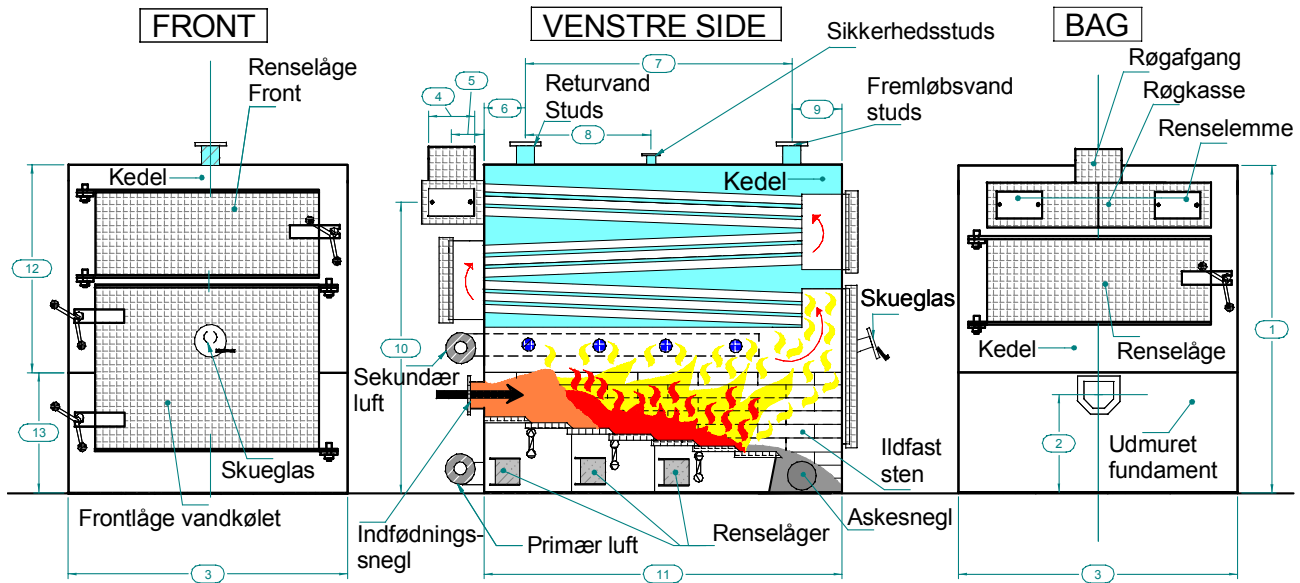 FRONT
Renselåge
Front
Kedel
12
13
Skueglas
Frontlåge vandkølet
3
VENSTRE SIDE
Sikkerhedsstuds
7
5
4
6
Returvand
Studs
8
9
Fremløbsvand
studs
Kedel
10
Skueglas
Sekundær
luft
Ildfast
sten
Indfødnings-
snegl
Primær luft
Renselåger
Askesnegl
11
BAG
Røgafgang
Røgkasse
Renselemme
1
Kedel
Renselåge
2
Udmuret
fundament
3